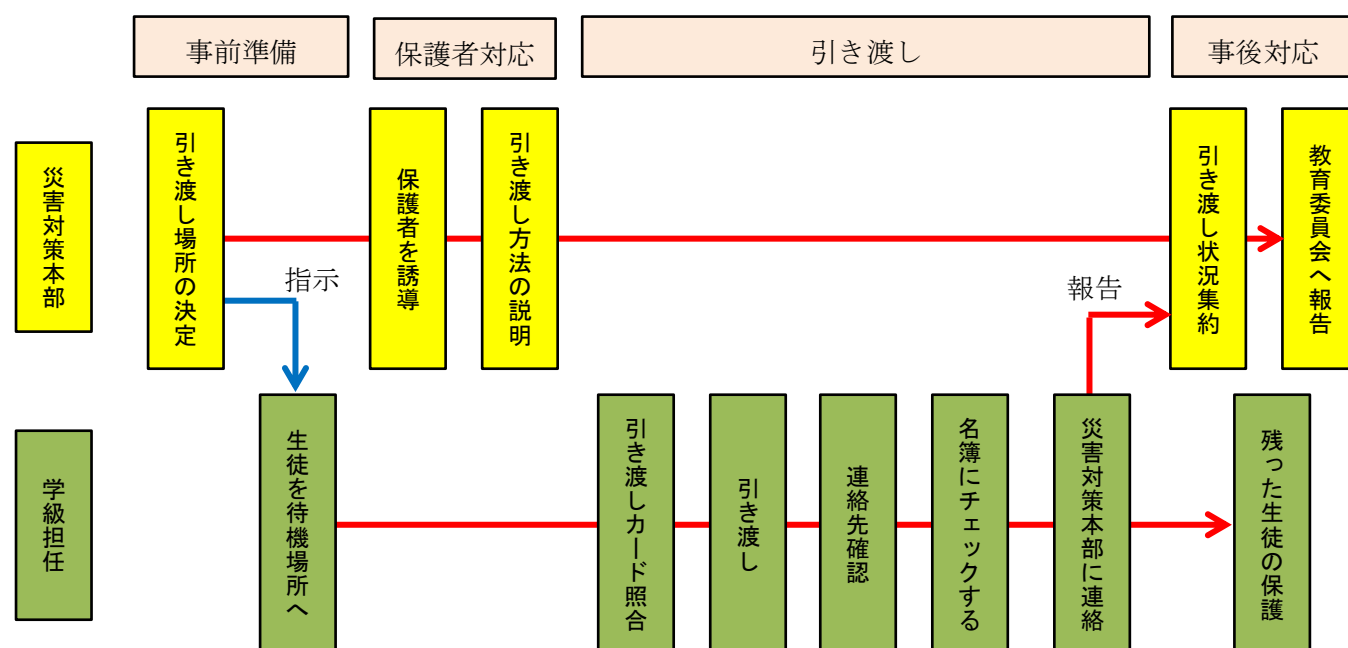 事前準備
保護者対応
引き渡し
事後対応
災害対策本部
引き渡し場所の決定
保護者を誘導
引き渡し方法の説明
引き渡し状況集約
教育委員会へ報告
指示
報告
学級担任
生徒を待機場所へ
引き渡しカード照合
引き渡し
連絡先確認
名簿にチェックする
災害対策本部に連絡
残った生徒の保護